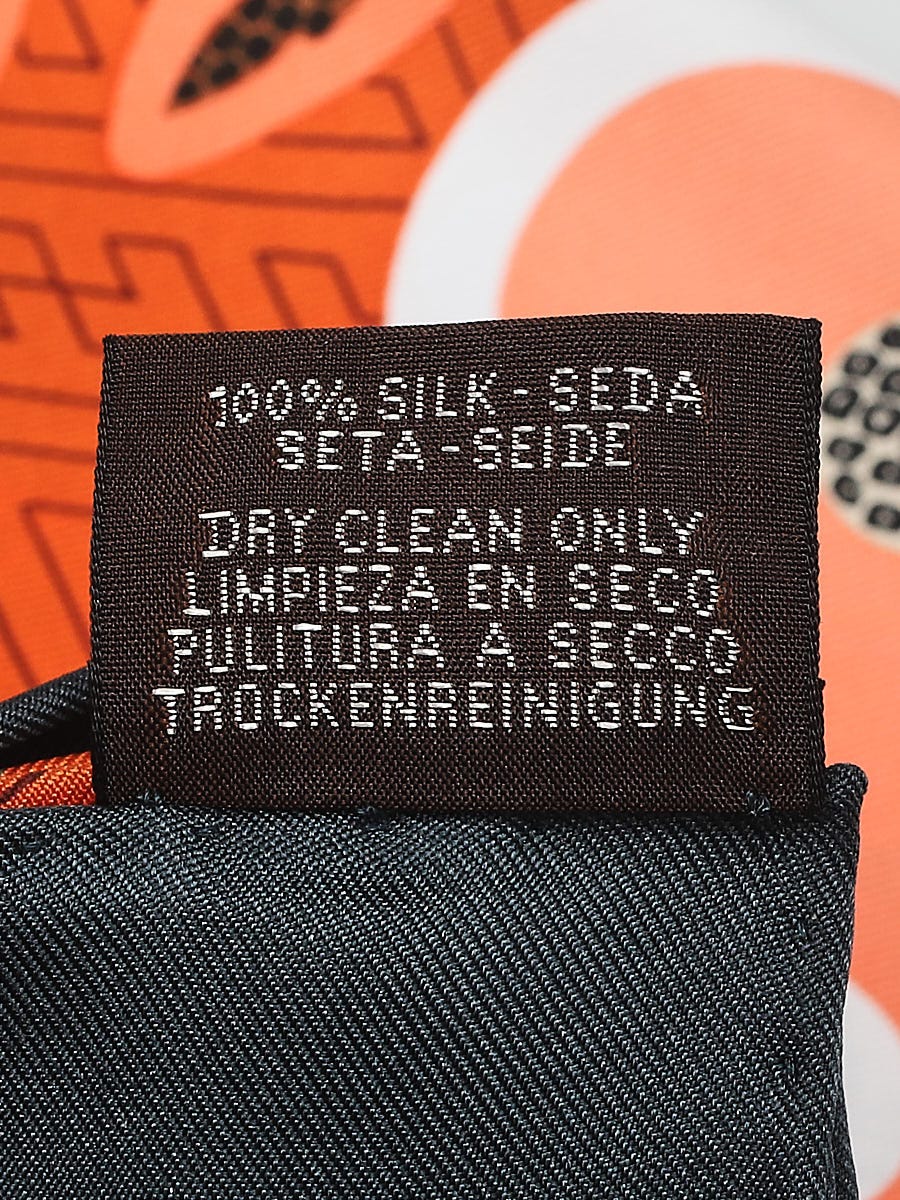 100% SILK-SEDA
SETA-SEIDE
DRY CLEAN ONLY
LIMPIEZA EN SECO
PULITURA A SECCO
TROCKENREINIGUNG